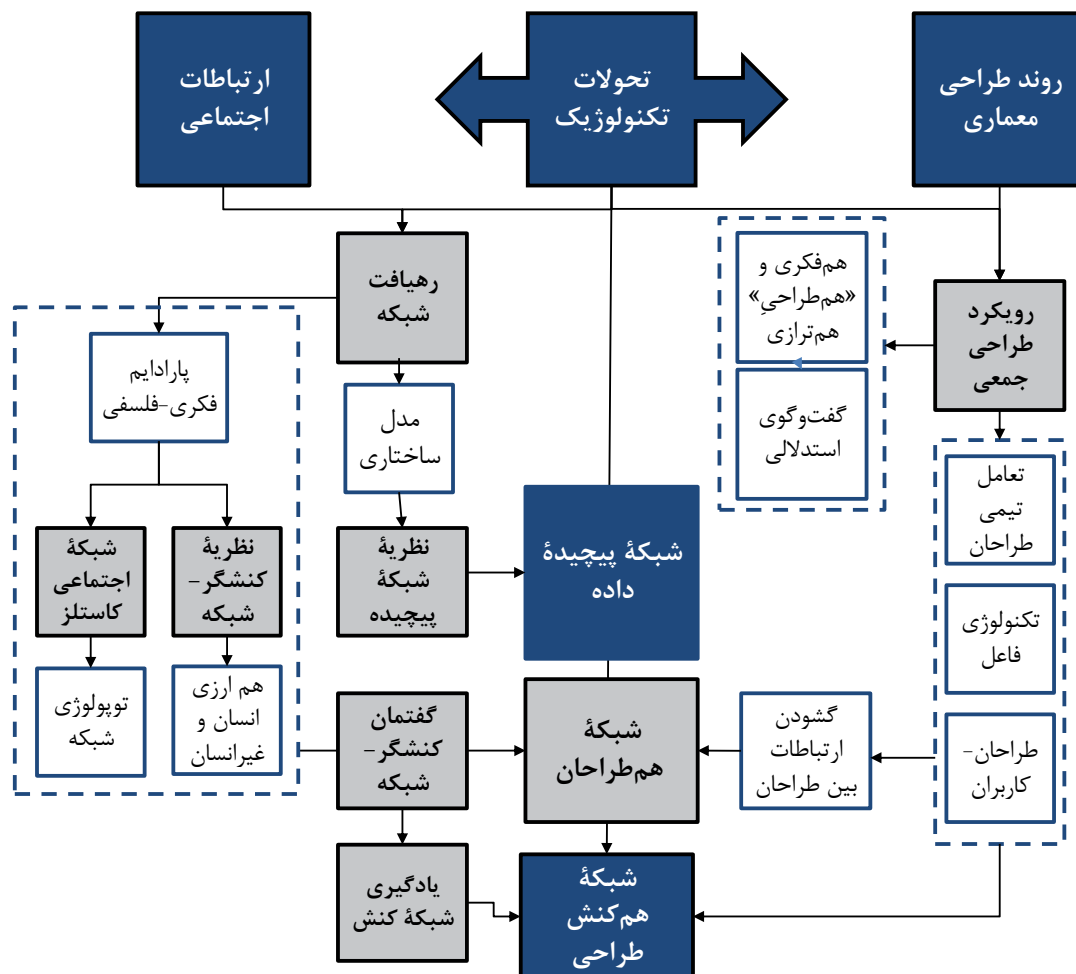 روند طراحی
معماری
تحولات
تکنولوژیک
ارتباطات
اجتماعی
رهیافت
شبکه
هم‌فکری و
«هم‌طراحیِ»
هم‌ترازی
گفت‌وگوی
استدلالی
رویکرد
طراحی
جمعی
پارادایم
فکری-فلسفی
مدل
ساختاری
تعامل
تیمی
طراحان
تکنولوژی
فاعل
طراحان-
کاربران
شبکهٔ پیچیدهٔ
داده
نظریهٔ
شبکهٔ
پیچیده
نظریهٔ
کنشگر-
شبکه
شبکهٔ
اجتماعی
کاستلز
هم ارزی
انسان و
غیرانسان
توپولوژی
شبکه
گشودن
ارتباطات
بین طراحان
شبکهٔ
هم‌طراحان
گفتمان
کنشگر-
شبکه
شبکهٔ
هم‌کنش
طراحی
یادگیری
شبکهٔ کنش